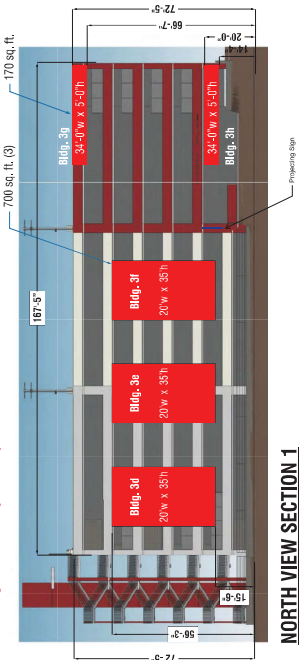 700 sq. ft. (3)
170 sq. ft.
167'-5"
Bldg. 3g
34'-0"w x 5'-0"h
34'-0"w x 5'-0"h
Bldg. 3h
Bldg. 3f
20'w x 35'h
Bldg. 3e
20'w x 35'h
Bldg. 3d
20'w x 35'h
72'-5"
66'-7"
20'-0"
14'-4"
15'-6"
56'-3"
72'-5"
Projecting Sign
NORTH VIEW SECTION 1